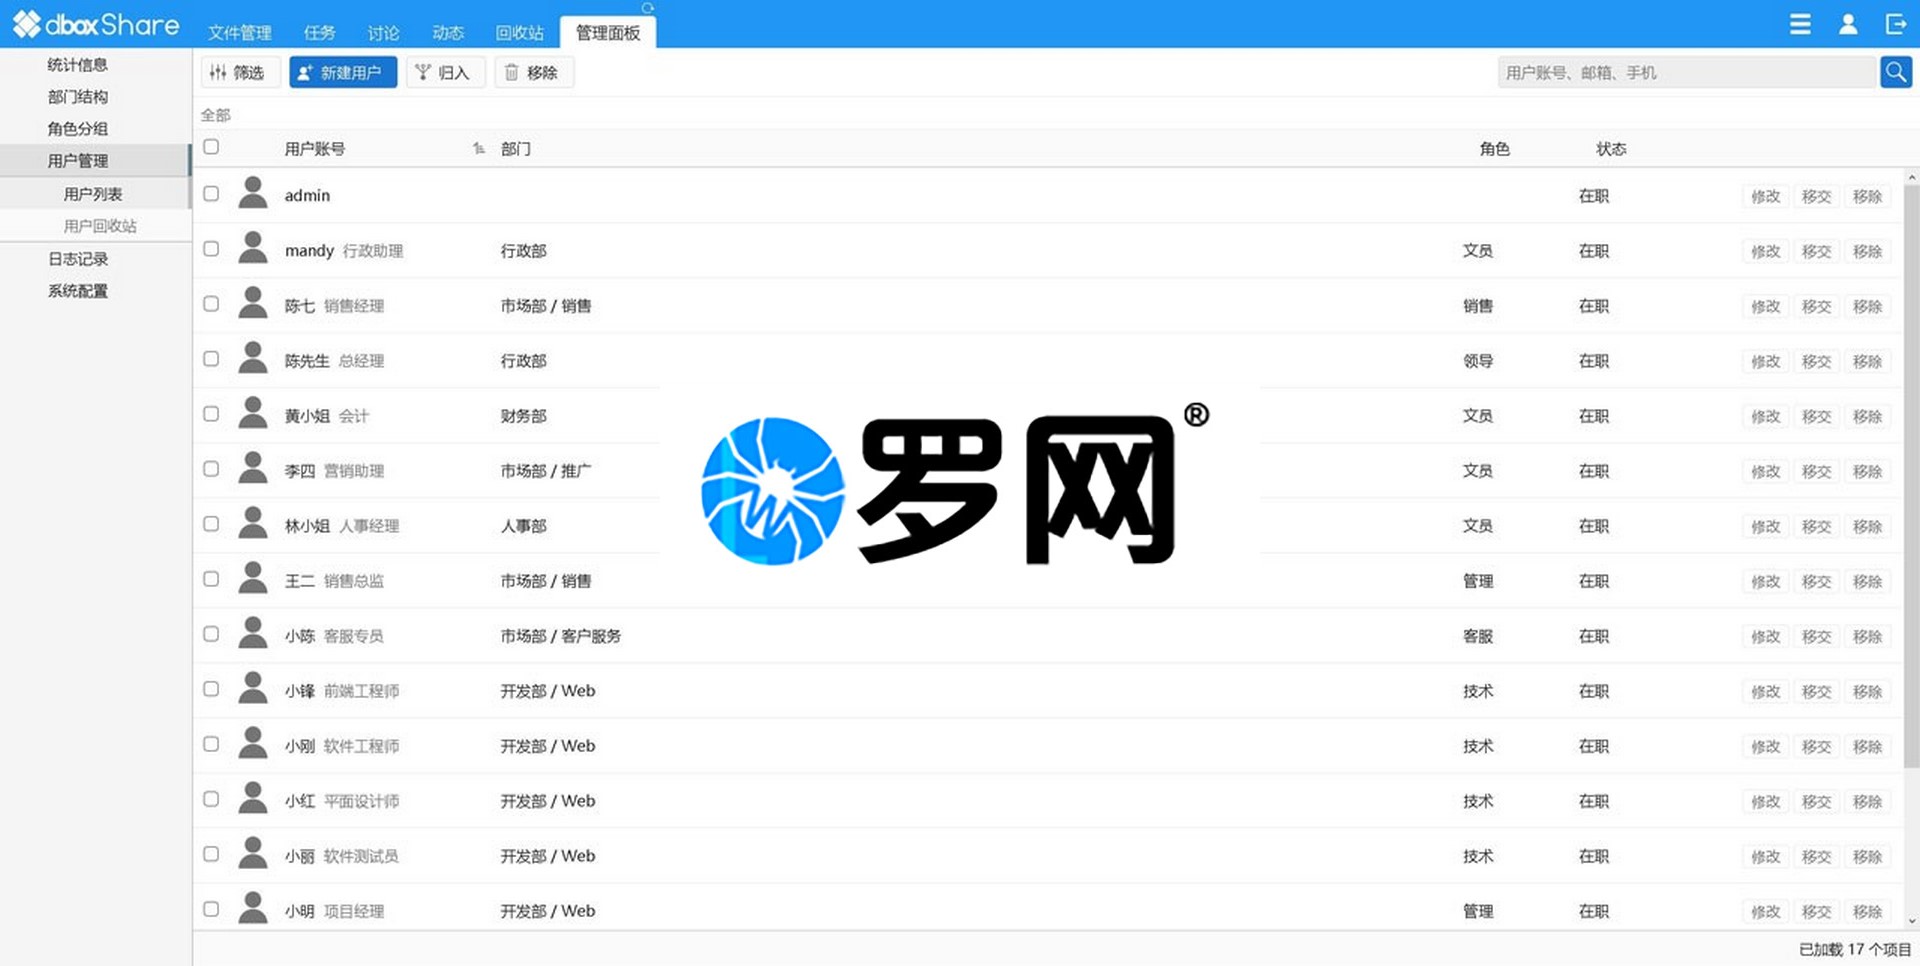 dboxShare 文件管理 任务 讨论 动态 回收站 管理面板
筛选 新建用户 归入 移除 用户账号、邮箱、手机
统计信息
部门结构
角色分组
用户管理
用户列表
用户回收站
日志记录
系统配置
全部
用户账号 部门 角色 状态
admin 在职 修改 移交 移除
mandy 行政助理 行政部 文员 在职 修改 移交 移除
陈七 销售经理 市场部 / 销售 销售 在职 修改 移交 移除
陈先生 总经理 行政部 领导 在职 修改 移交 移除
黄小姐 会计 财务部 文员 在职 修改 移交 移除
李四 营销助理 市场部 / 推广 文员 在职 修改 移交 移除
林小姐 人事经理 人事部 文员 在职 修改 移交 移除
王二 销售总监 市场部 / 销售 管理 在职 修改 移交 移除
小陈 客服专员 市场部 / 客户服务 客服 在职 修改 移交 移除
小锋 前端工程师 开发部 / Web 技术 在职 修改 移交 移除
小刚 软件工程师 开发部 / Web 技术 在职 修改 移交 移除
小红 平面设计师 开发部 / Web 技术 在职 修改 移交 移除
小丽 软件测试员 开发部 / Web 技术 在职 修改 移交 移除
小明 项目经理 开发部 / Web 管理 在职 修改 移交 移除
罗网®
已加载 17 个项目